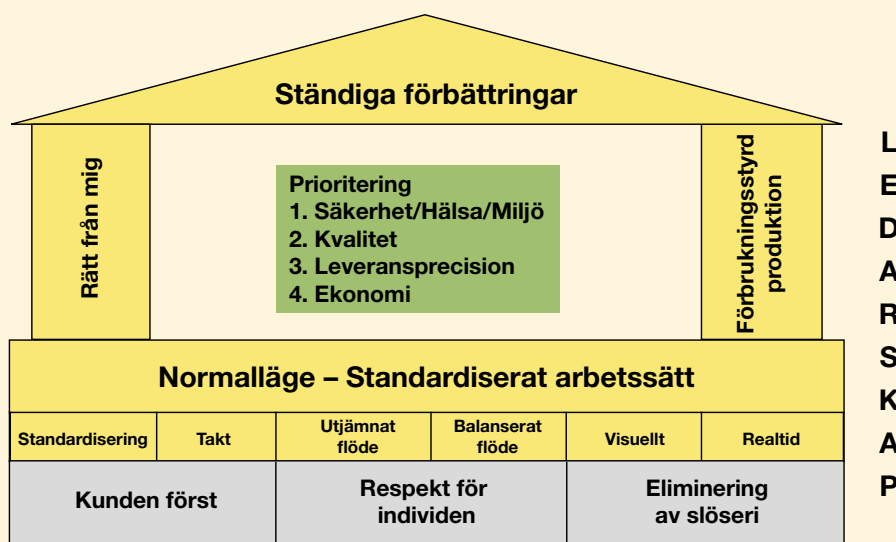 Ständiga förbättringar
Rätt från mig
Prioritering
1. Säkerhet/Hälsa/Miljö
2. Kvalitet
3. Leveransprecision
4. Ekonomi
Förbrukningsstyrd
produktion
Normalläge – Standardiserat arbetssätt
Standardisering
Takt
Utjämnat
flöde
Balanserat
flöde
Visuellt
Realtid
Kunden först
Respekt för
individen
Eliminering
av slöseri
L
E
D
A
R
S
K
A
P